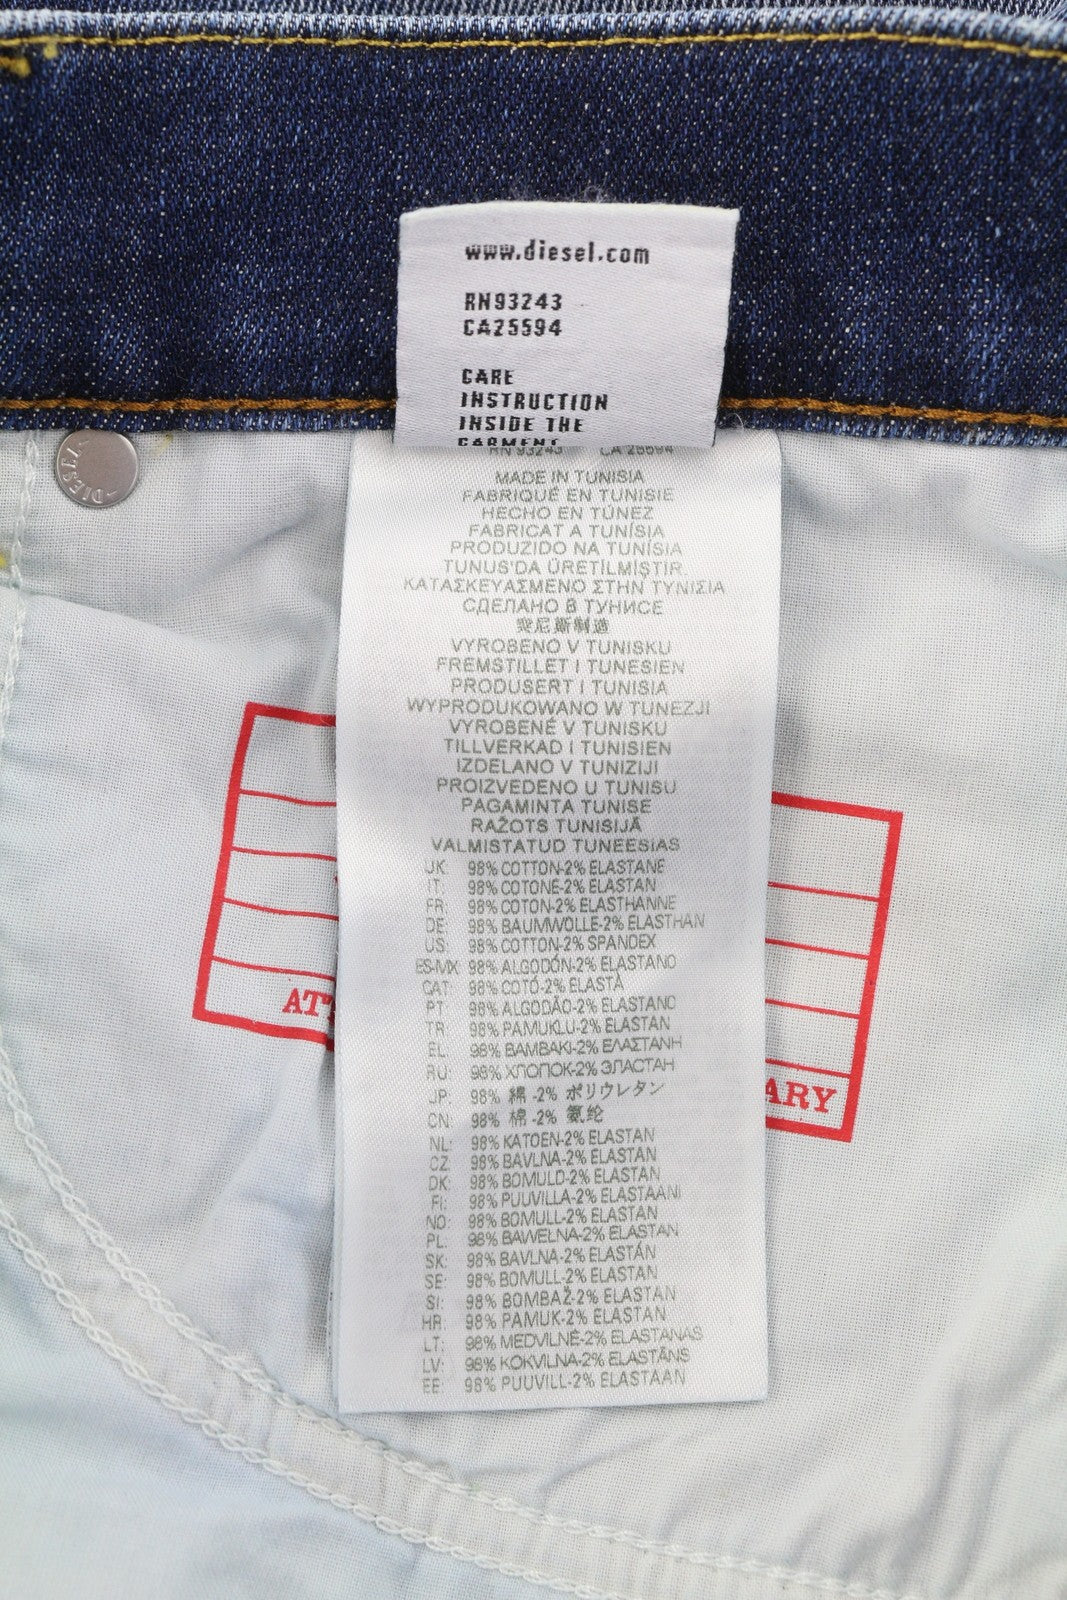 www.diesel.com
RN93243
CA25594
CARE
INSTRUCTION
INSIDE THE
GARMENT
RN 93243 CA 25594
DIESEL
MADE IN TUNISIA
FABRIQUÉ EN TUNISIE
HECHO EN TÚNEZ
FABRICAT A TUNÍSIA
PRODUZIDO NA TUNÍSIA
TUNUS'DA ÜRETİLMİŞTİR
ΚΑΤΑΣΚΕΥΑΣΜΕΝΟ ΣΤΗΝ ΤΥΝΙΣΙΑ
СДЕЛАНО В ТУНИСЕ
突尼斯制造
VYROBENO V TUNISKU
FREMSTILLET I TUNESIEN
PRODUSERT I TUNISIA
WYPRODUKOWANO W TUNEZJI
VYROBENÉ V TUNISKU
TILLVERKAD I TUNISIEN
IZDELANO V TUNIZIJI
PROIZVEDENO U TUNISU
PAGAMINTA TUNISE
RAŽOTS TUNISIJĀ
VALMISTATUD TUNEESIAS
UK: 98% COTTON-2% ELASTANE
IT: 98% COTONE-2% ELASTAN
FR: 98% COTON-2% ELASTHANNE
DE: 98% BAUMWOLLE-2% ELASTHAN
US: 98% COTTON-2% SPANDEX
ES-MX: 98% ALGODÓN-2% ELASTANO
CAT: 98% COTÓ-2% ELASTÀ
PT: 98% ALGODÃO-2% ELASTANO
TR: 98% PAMUKLU-2% ELASTAN
EL: 98% ΒΑΜΒΑΚΙ-2% ΕΛΑΣΤΑΝΗ
RU: 98% ХЛОПОК-2% ЭЛАСТАН
JP: 98% 綿 -2% ポリウレタン
CN: 98% 棉 -2% 氨纶
NL: 98% KATOEN-2% ELASTAN
CZ: 98% BAVLNA-2% ELASTAN
DK: 98% BOMULD-2% ELASTAN
FI: 98% PUUVILLA-2% ELASTAANI
NO: 98% BOMULL-2% ELASTAN
PL: 98% BAWEŁNA-2% ELASTAN
SK: 98% BAVLNA-2% ELASTÁN
SE: 98% BOMULL-2% ELASTAN
SI: 98% BOMBAŽ-2% ELASTAN
HR: 98% PAMUK-2% ELASTAN
LT: 98% MEDVILNĖ-2% ELASTANAS
LV: 98% KOKVILNA-2% ELASTĀNS
EE: 98% PUUVILL-2% ELASTAAN
ATT
ARY